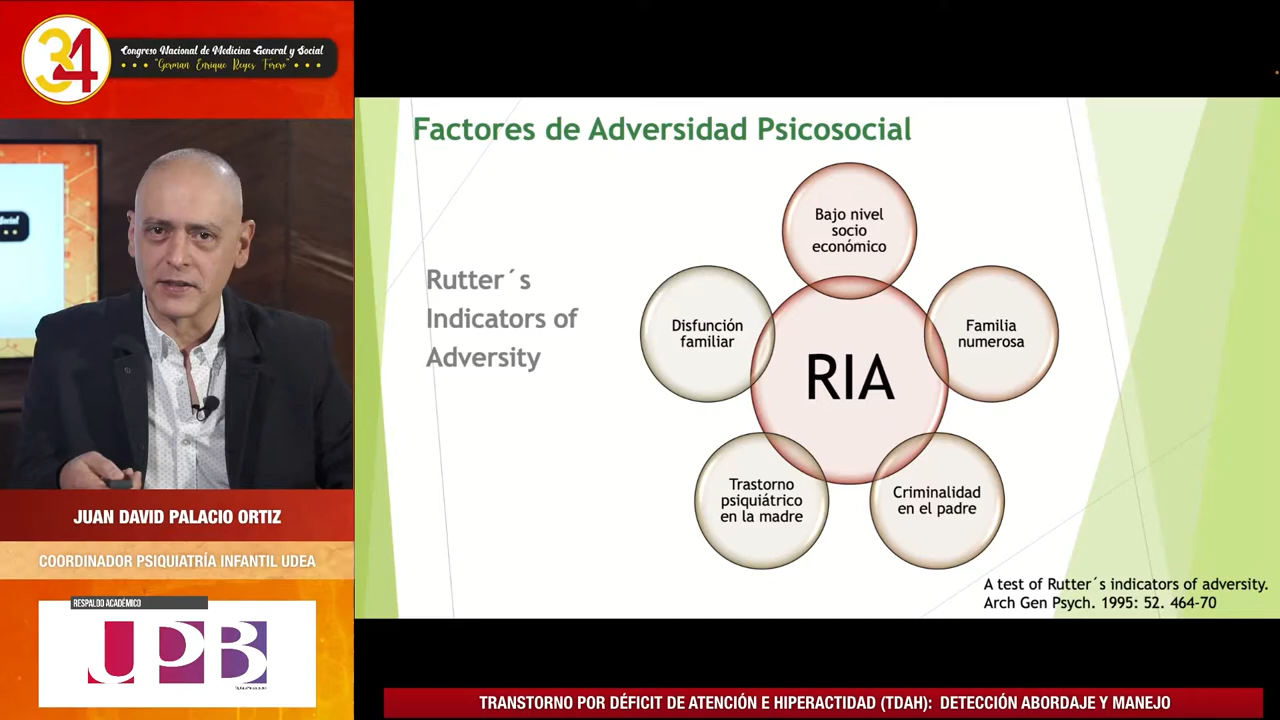 34
Congreso Nacional de Medicina General y Social
"German Enrique Reyes Forero"
Social
JUAN DAVID PALACIO ORTIZ
COORDINADOR PSIQUIATRÍA INFANTIL UDEA
RESPALDO ACADÉMICO
UPB
Factores de Adversidad Psicosocial
Rutter´s
Indicators of
Adversity
Bajo nivel
socio
económico
Disfunción
familiar
Familia
numerosa
RIA
Trastorno
psiquiátrico
en la madre
Criminalidad
en el padre
A test of Rutter´s indicators of adversity.
Arch Gen Psych. 1995: 52. 464-70
TRANSTORNO POR DÉFICIT DE ATENCIÓN E HIPERACTIDAD (TDAH): DETECCIÓN ABORDAJE Y MANEJO